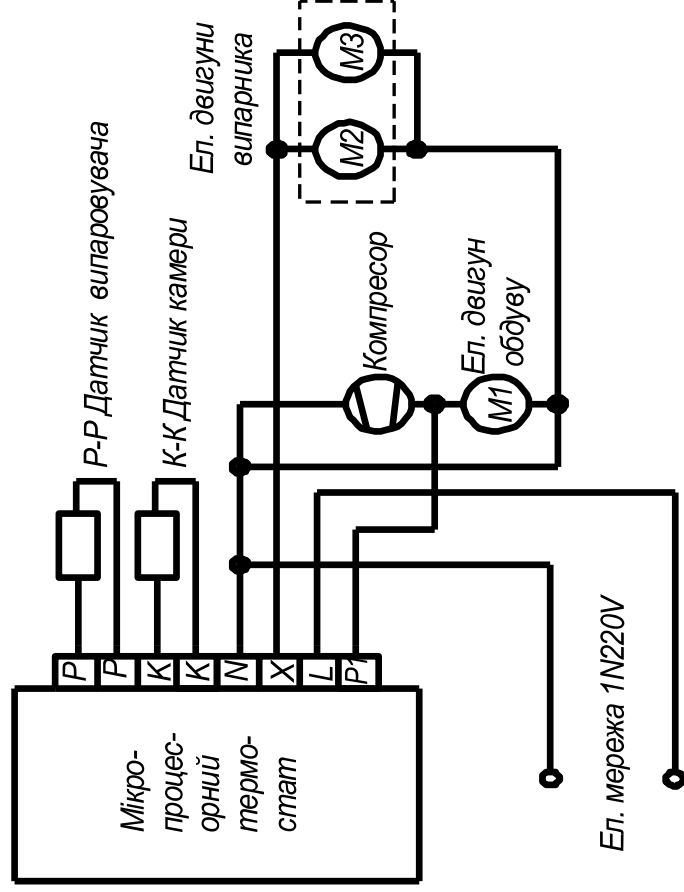 Мікро-
процес-
орний
термо-
стат
P
P
K
K
N
X
L
P1
P-P Датчик випаровувача
K-K Датчик камери
Ел. двигуни
випарника
M2
M3
Компресор
Ел. двигун
обдуву
M1
Ел. мережа 1N220V